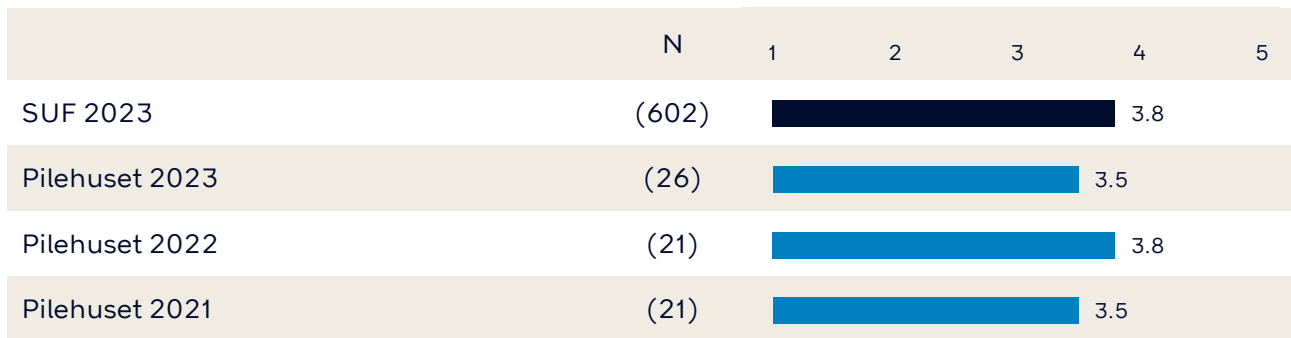 N 1 2 3 4 5
SUF 2023 (602) 3.8
Pilehuset 2023 (26) 3.5
Pilehuset 2022 (21) 3.8
Pilehuset 2021 (21) 3.5